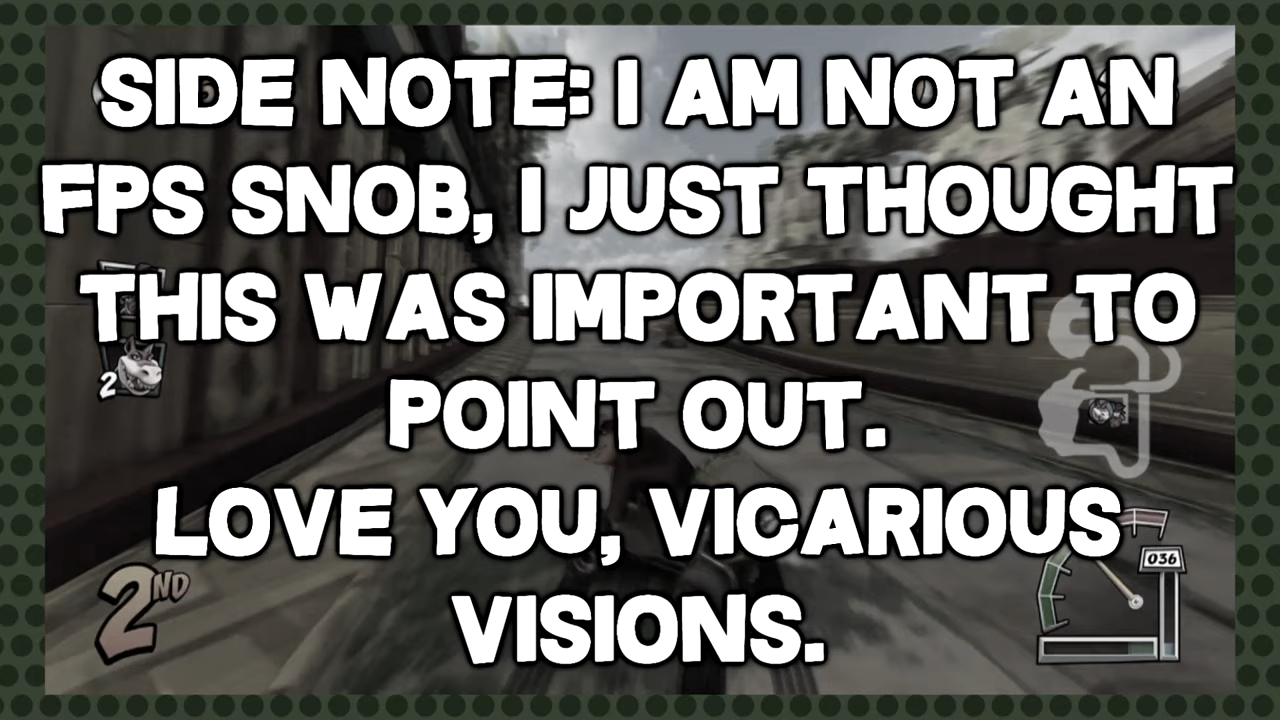 SIDE NOTE: I AM NOT AN
FPS SNOB, I JUST THOUGHT
THIS WAS IMPORTANT TO
POINT OUT.
LOVE YOU, VICARIOUS
VISIONS.
2
036
2ND